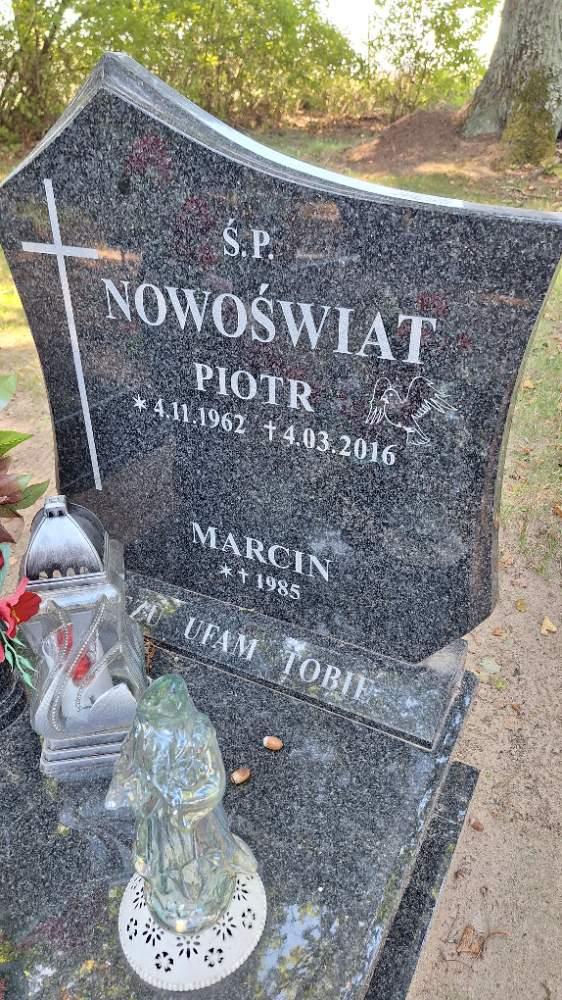 Ś.P.
NOWOŚWIAT
PIOTR
* 4.11.1962 † 4.03.2016
MARCIN
* † 1985
UFAM TOBIE